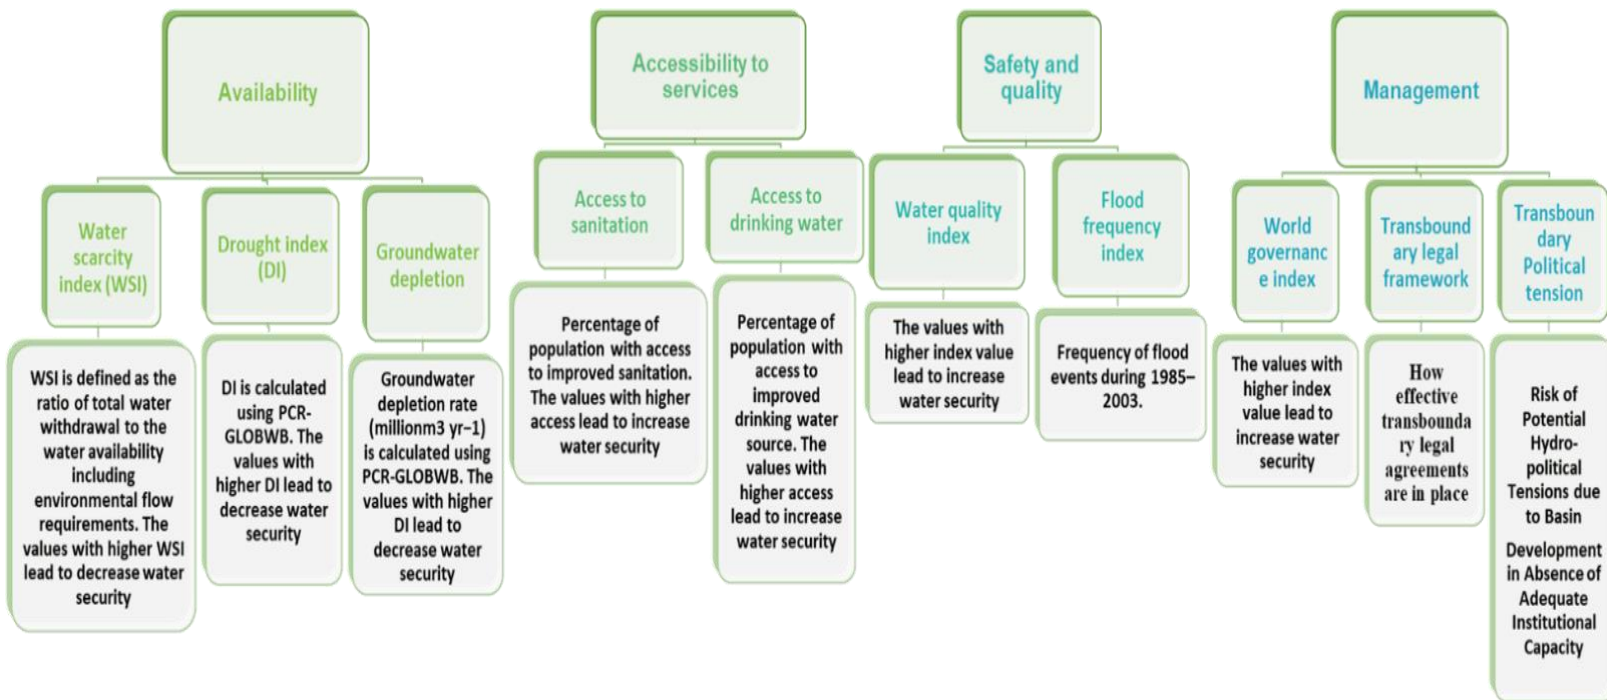 Availability
Water
scarcity
index (WSI)
WSI is defined as the
ratio of total water
withdrawal to the
water availability
including
environmental flow
requirements. The
values with higher WSI
lead to decrease water
security
Drought index
(DI)
DI is calculated
using PCR-
GLOBWB. The
values with
higher DI lead to
decrease water
security
Groundwater
depletion
Groundwater
depletion rate
(millionm3 yr−1)
is calculated using
PCR-GLOBWB. The
values with higher
DI lead to
decrease water
security
Accessibility to
services
Access to
sanitation
Percentage of
population with access
to improved sanitation.
The values with higher
access lead to increase
water security
Access to
drinking water
Percentage of
population with
access to
improved
drinking water
source. The
values with
higher access
lead to increase
water security
Safety and
quality
Water quality
index
The values with
higher index value
lead to increase
water security
Flood
frequency
index
Frequency of flood
events during 1985–
2003.
Management
World
governanc
e index
The values with
higher index
value lead to
increase water
security
Transbound
ary legal
framework
How
effective
transbounda
ry legal
agreements
are in place
Transboun
dary
Political
tension
Risk of
Potential
Hydro-
political
Tensions due
to Basin
Development
in Absence of
Adequate
Institutional
Capacity